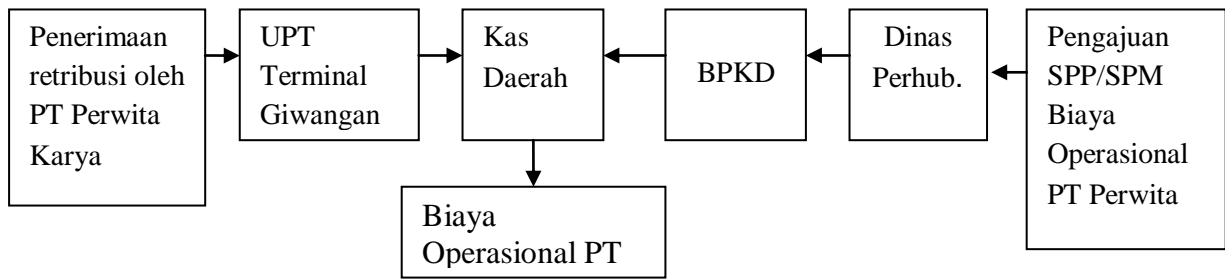 Penerimaan
retribusi oleh
PT Perwita
Karya
UPT
Terminal
Giwangan
Kas
Daerah
BPKD
Dinas
Perhub.
Pengajuan
SPP/SPM
Biaya
Operasional
PT Perwita
Biaya
Operasional PT